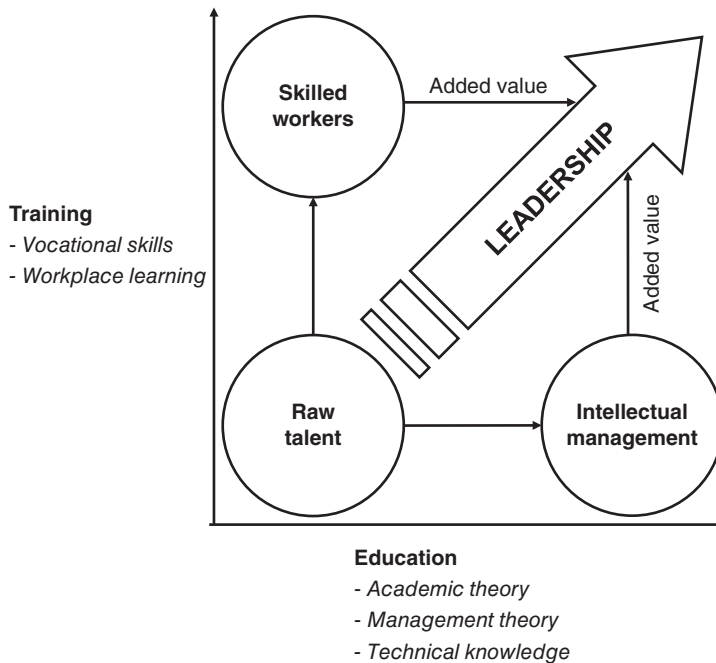 Skilled
workers
Added value
LEADERSHIP
Training
- Vocational skills
- Workplace learning
Added value
Raw
talent
Intellectual
management
Education
- Academic theory
- Management theory
- Technical knowledge